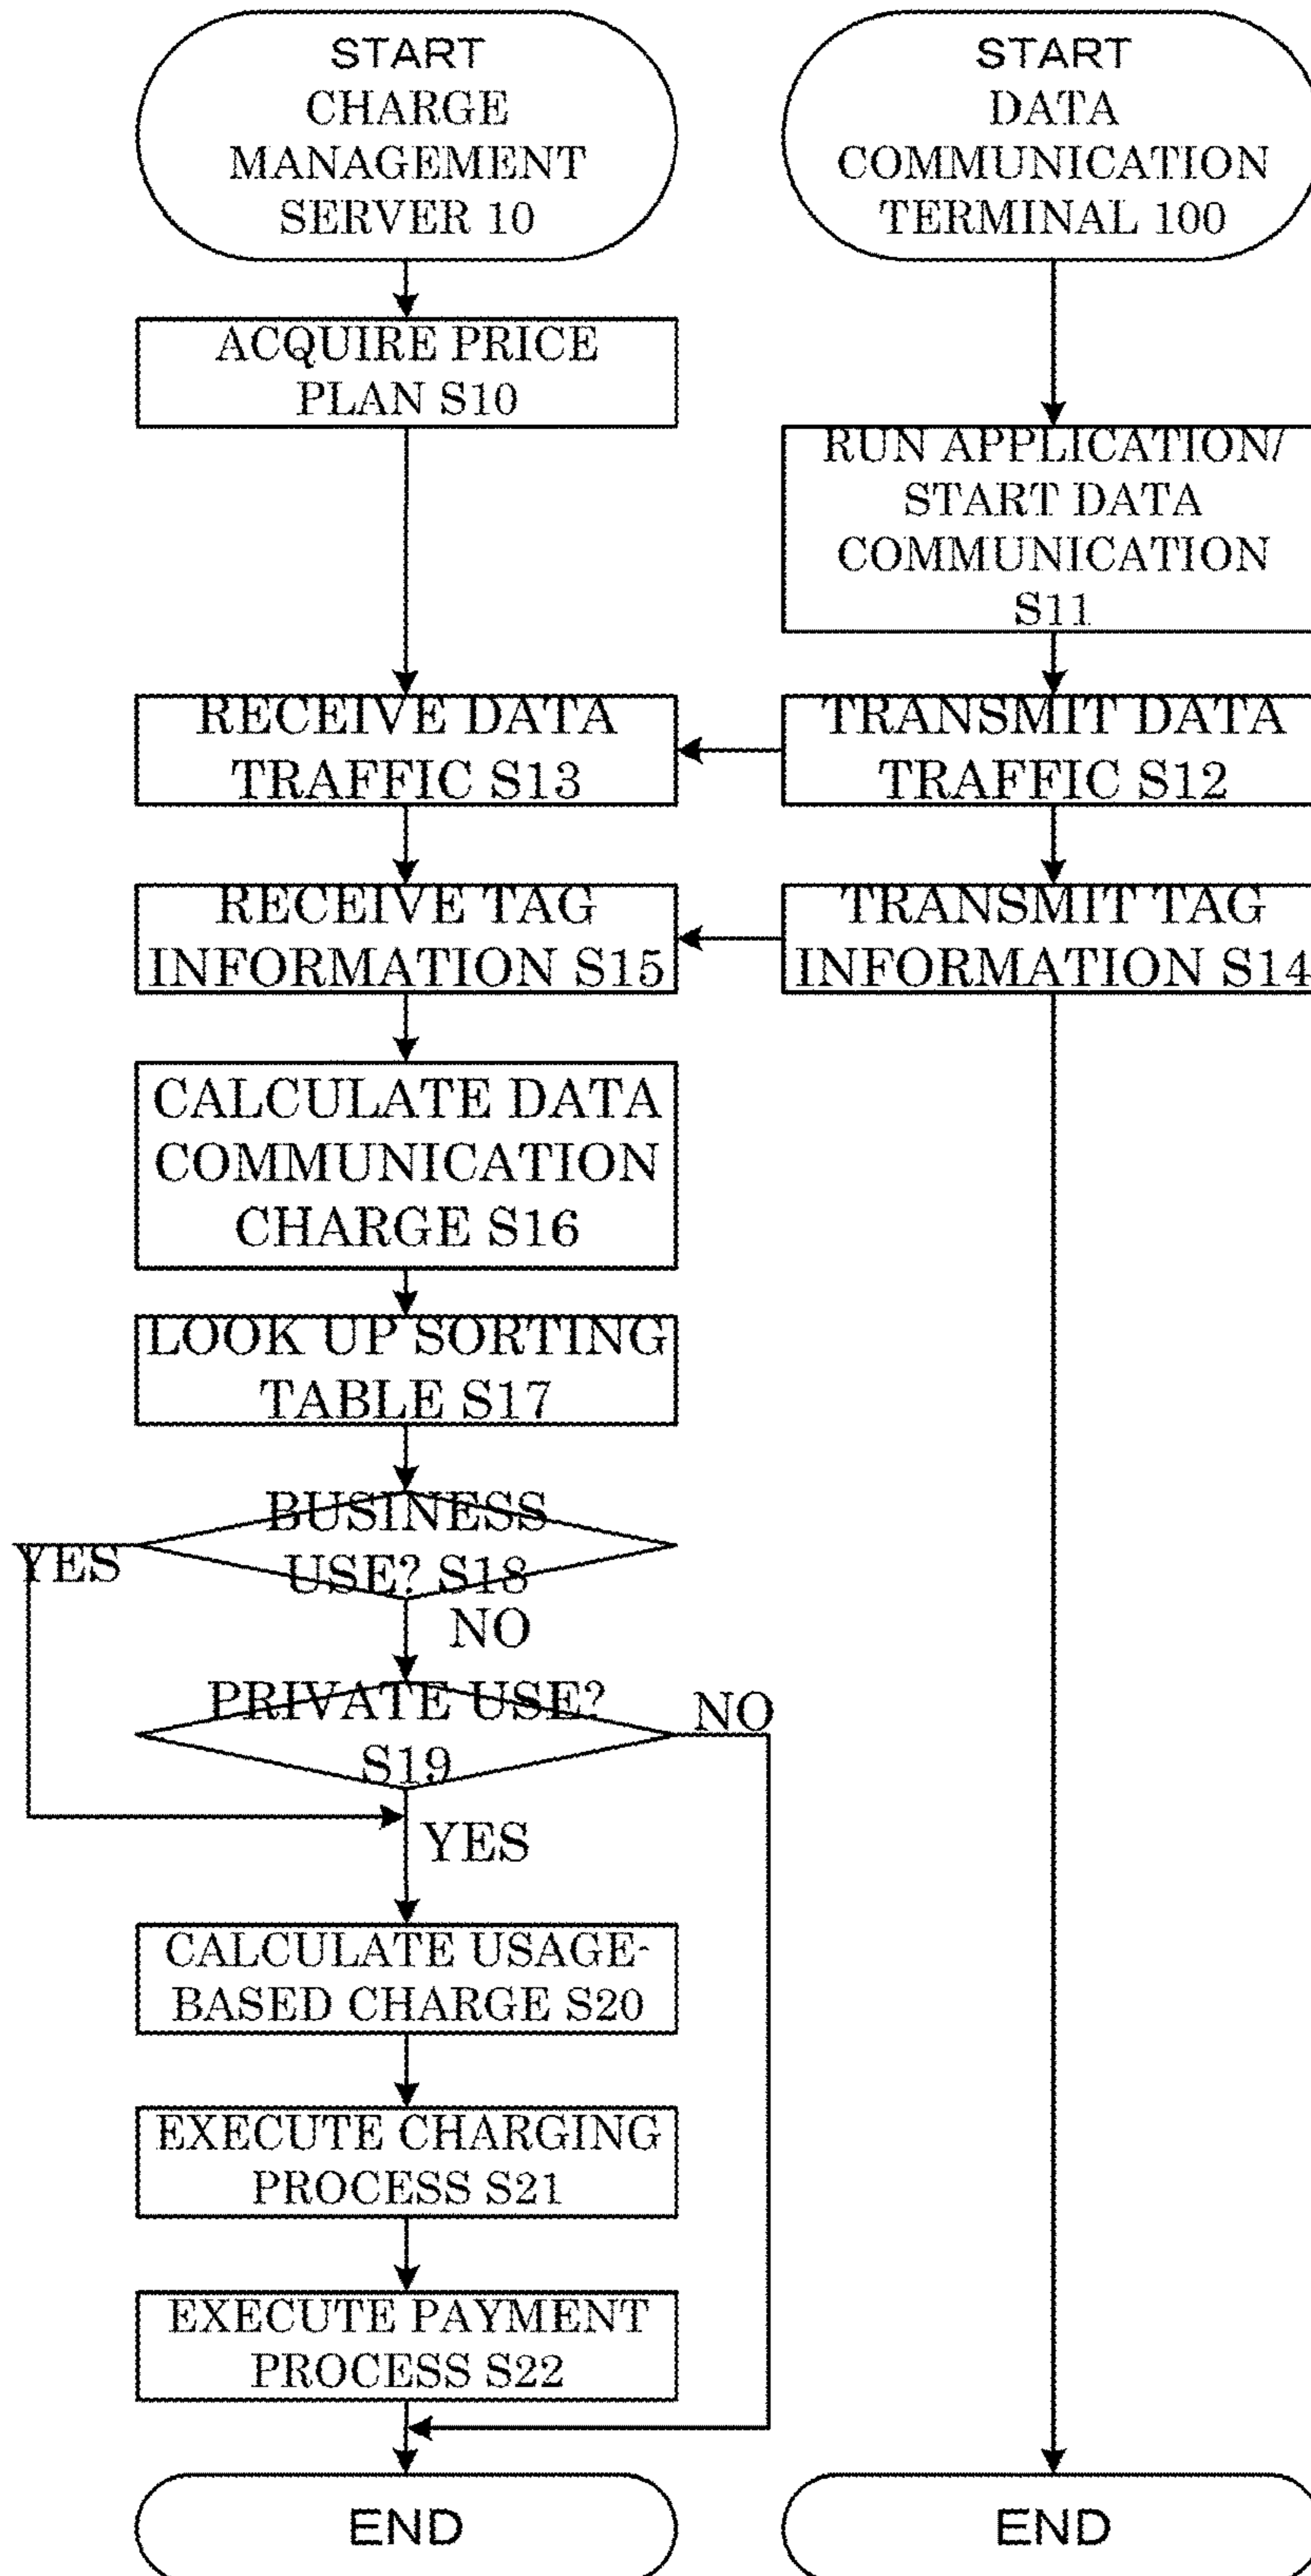 START
CHARGE
MANAGEMENT
SERVER 10
START
DATA
COMMUNICATION
TERMINAL 100
ACQUIRE PRICE
PLAN S10
RUN APPLICATION/
START DATA
COMMUNICATION
S11
RECEIVE DATA
TRAFFIC S13
TRANSMIT DATA
TRAFFIC S12
RECEIVE TAG
INFORMATION S15
TRANSMIT TAG
INFORMATION S14
CALCULATE DATA
COMMUNICATION
CHARGE S16
LOOK UP SORTING
TABLE S17
BUSINESS
USE? S18
YES
NO
PRIVATE USE?
S19
NO
YES
CALCULATE USAGE-
BASED CHARGE S20
EXECUTE CHARGING
PROCESS S21
EXECUTE PAYMENT
PROCESS S22
END
END